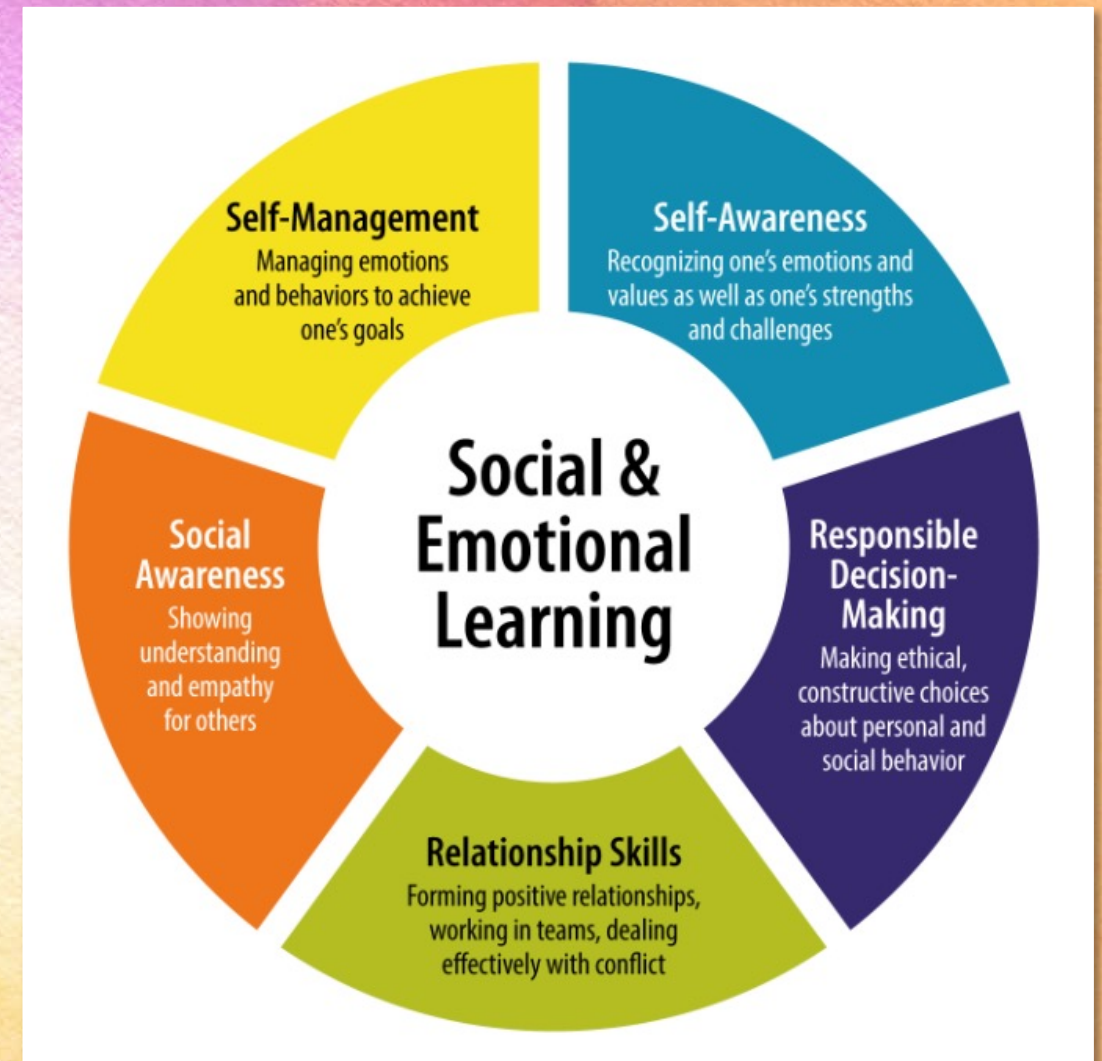 Self-Management
Managing emotions
and behaviors to achieve
one's goals
Self-Awareness
Recognizing one's emotions and
values as well as one's strengths
and challenges
Social &
Emotional
Learning
Social
Awareness
Showing
understanding
and empathy
for others
Responsible
Decision-
Making
Making ethical,
constructive choices
about personal and
social behavior
Relationship Skills
Forming positive relationships,
working in teams, dealing
effectively with conflict